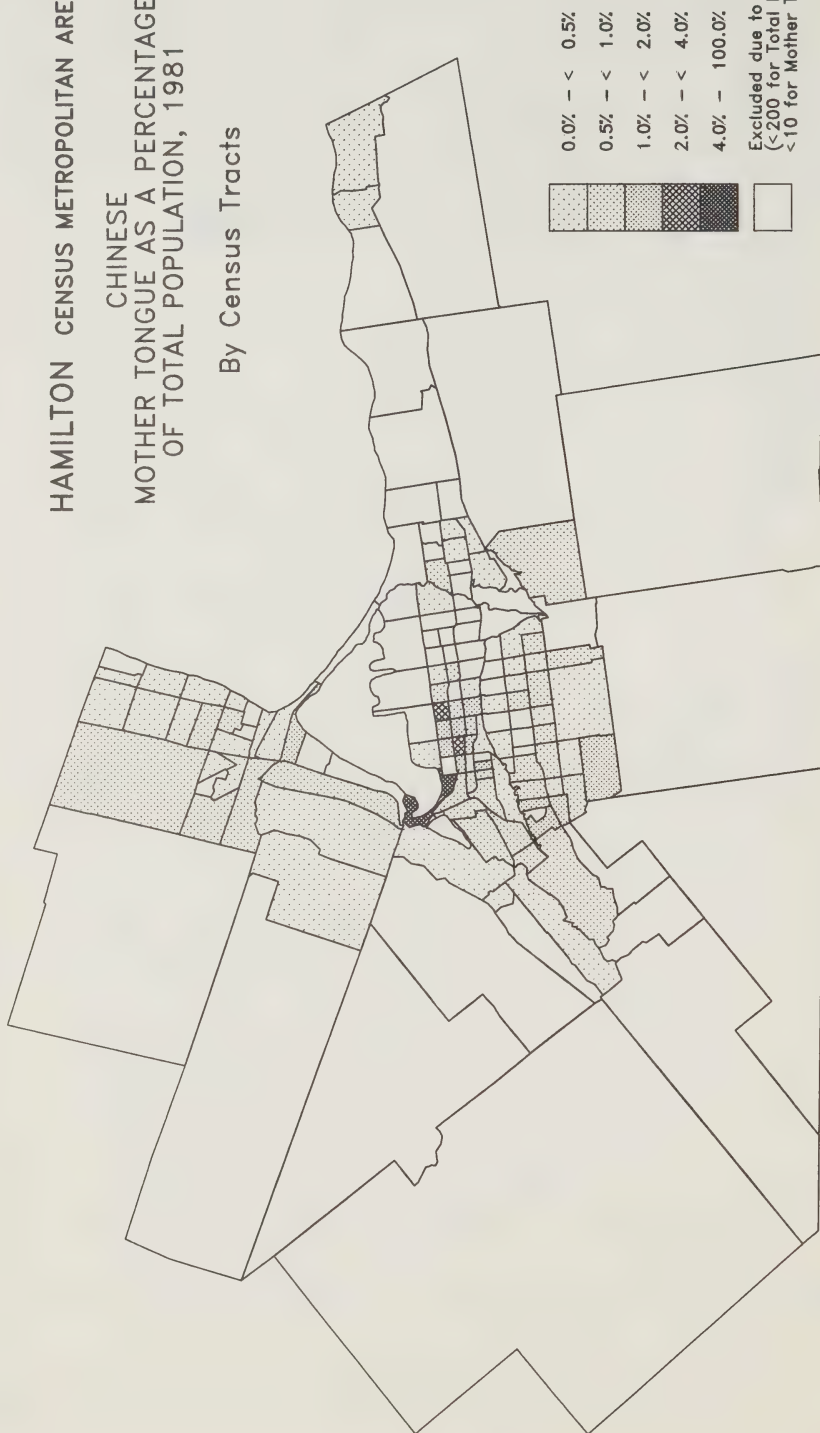 HAMILTON CENSUS METROPOLITAN ARE
CHINESE
MOTHER TONGUE AS A PERCENTAGE
OF TOTAL POPULATION, 1981
By Census Tracts
0.0% – < 0.5%
0.5% – < 1.0%
1.0% – < 2.0%
2.0% – < 4.0%
4.0% – 100.0%
Excluded due to
(<200 for Total
<10 for Mother T